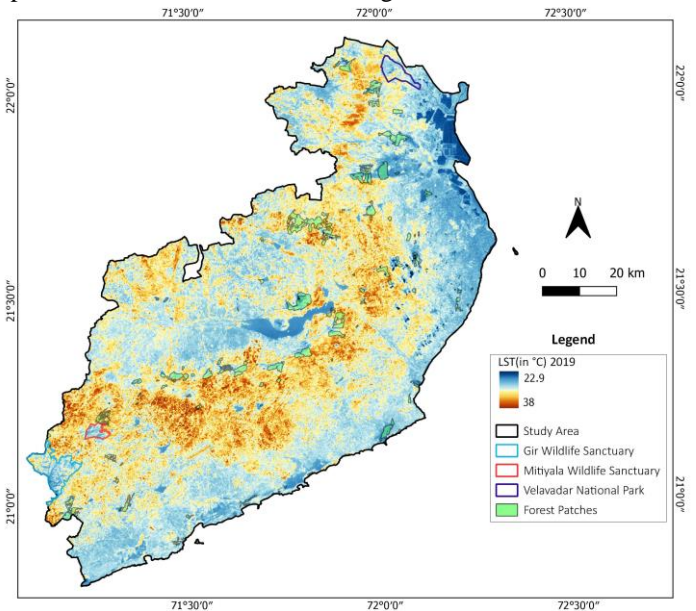 71°30'0" 72°0'0" 72°30'0"
22°0'0" 22°0'0"
N
0 10 20 km
21°30'0" 21°30'0"
Legend
LST(in °C) 2019
22.9
38
Study Area
Gir Wildlife Sanctuary
Mitiyala Wildlife Sanctuary
Velavadar National Park
Forest Patches
21°0'0" 21°0'0"
71°30'0" 72°0'0" 72°30'0"